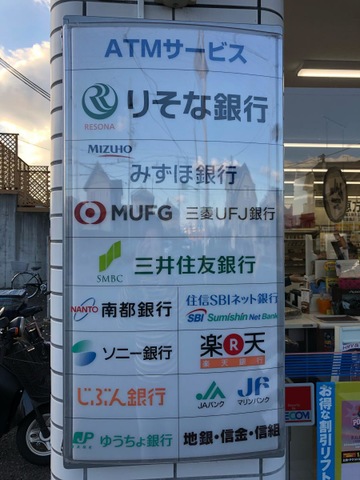 ATMサービス
RESONA
りそな銀行
MIZUHO
みずほ銀行
MUFG 三菱UFJ銀行
SMBC
三井住友銀行
NANTO 南都銀行
住信SBIネット銀行
SBI Sumishin Net Bank
ソニー銀行
楽R天
楽天銀行
じぶん銀行
JAバンク
JF
マリンバンク
JP
ゆうちょ銀行
地銀・信金・信組
お得な割引リフト